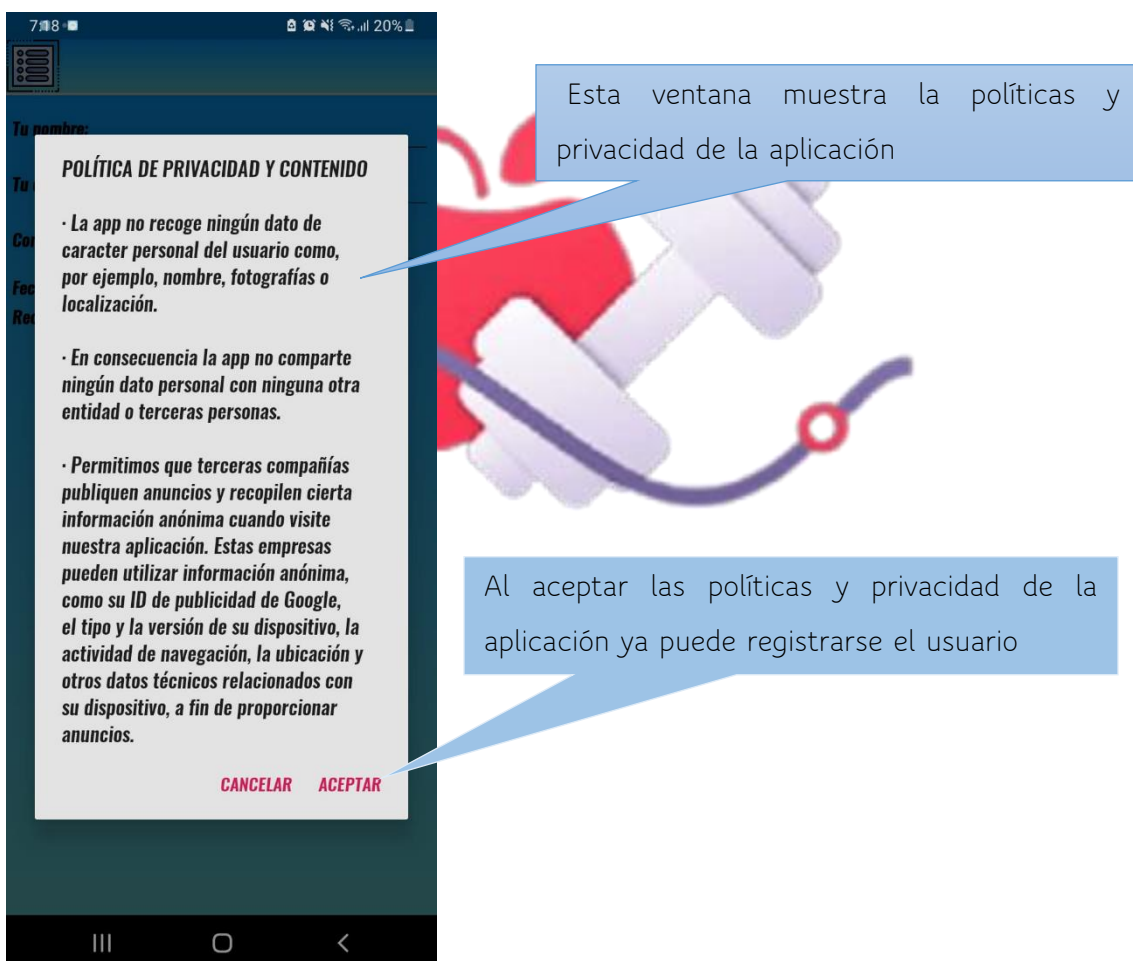 20%
Esta ventana muestra la políticas y
privacidad de la aplicación
Tu nombre:
Tu
POLÍTICA DE PRIVACIDAD Y CONTENIDO
· La app no recoge ningún dato de
caracter personal del usuario como,
por ejemplo, nombre, fotografías o
localización.
· En consecuencia la app no comparte
ningún dato personal con ninguna otra
entidad o terceras personas.
· Permitimos que terceras compañías
publiquen anuncios y recopilen cierta
información anónima cuando visite
nuestra aplicación. Estas empresas
pueden utilizar información anónima,
como su ID de publicidad de Google,
el tipo y la versión de su dispositivo, la
actividad de navegación, la ubicación y
otros datos técnicos relacionados con
su dispositivo, a fin de proporcionar
anuncios.
CANCELAR ACEPTAR
Al aceptar las políticas y privacidad de la
aplicación ya puede registrarse el usuario